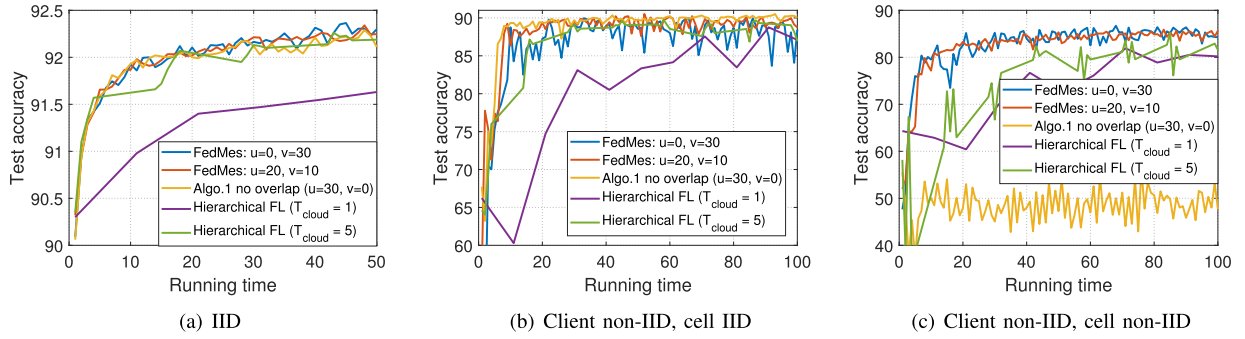 92.5
92
91.5
91
90.5
90
Test accuracy
0
10
20
30
40
50
Running time
FedMes: u=0, v=30
FedMes: u=20, v=10
Algo.1 no overlap (u=30, v=0)
Hierarchical FL (T_cloud = 1)
Hierarchical FL (T_cloud = 5)
(a) IID
90
85
80
75
70
65
60
Test accuracy
0
20
40
60
80
100
Running time
FedMes: u=0, v=30
FedMes: u=20, v=10
Algo.1 no overlap (u=30, v=0)
Hierarchical FL (T_cloud = 1)
Hierarchical FL (T_cloud = 5)
(b) Client non-IID, cell IID
90
80
70
60
50
40
Test accuracy
0
20
40
60
80
100
Running time
FedMes: u=0, v=30
FedMes: u=20, v=10
Algo.1 no overlap (u=30, v=0)
Hierarchical FL (T_cloud = 1)
Hierarchical FL (T_cloud = 5)
(c) Client non-IID, cell non-IID